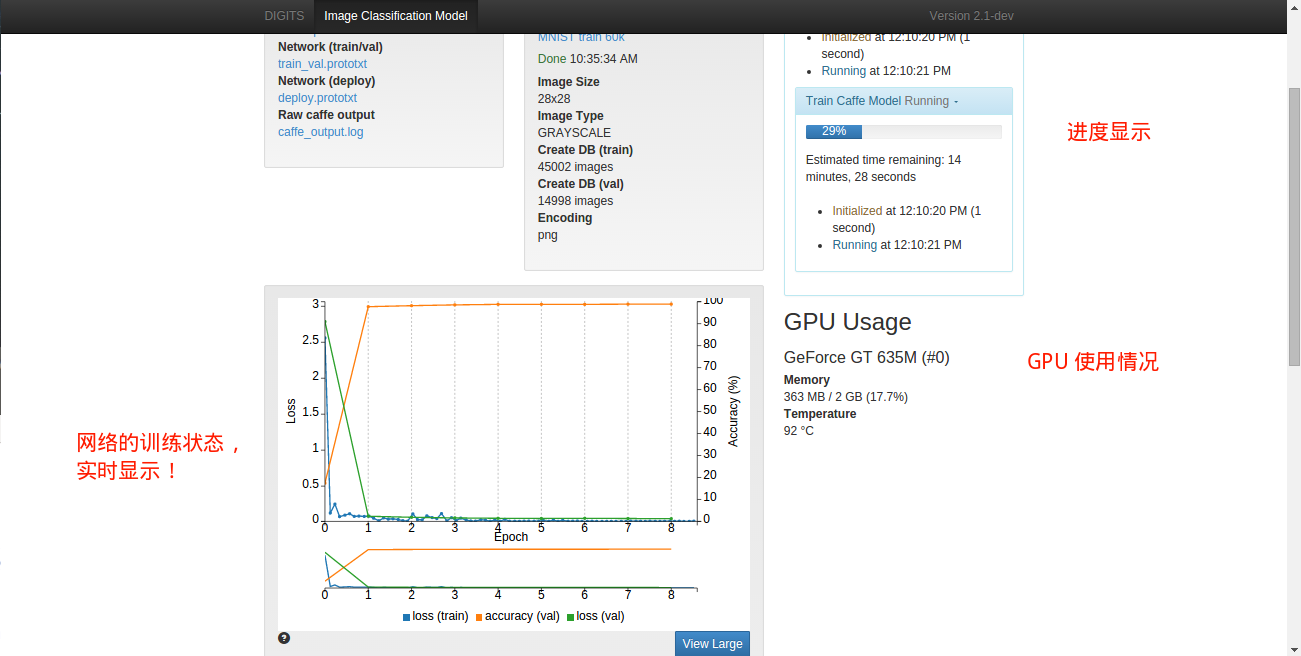 DIGITS Image Classification Model Version 2.1-dev
Network (train/val)
train_val.prototxt
Network (deploy)
deploy.prototxt
Raw caffe output
caffe_output.log
MNIST train 60k
Done 10:35:34 AM
Image Size
28x28
Image Type
GRAYSCALE
Create DB (train)
45002 images
Create DB (val)
14998 images
Encoding
png
Initialized at 12:10:20 PM (1
second)
Running at 12:10:21 PM
Train Caffe Model Running -
29%
Estimated time remaining: 14
minutes, 28 seconds
Initialized at 12:10:20 PM (1
second)
Running at 12:10:21 PM
进度显示
GPU Usage
GeForce GT 635M (#0)
Memory
363 MB / 2 GB (17.7%)
Temperature
92 °C
GPU 使用情况
网络的训练状态，
实时显示！
3
2.5
2
1.5
1
0.5
0
Loss
100
90
80
70
60
50
40
30
20
10
0
Accuracy (%)
0 1 2 3 4 5 6 7 8
Epoch
0 1 2 3 4 5 6 7 8
loss (train) accuracy (val) loss (val)
?
View Large